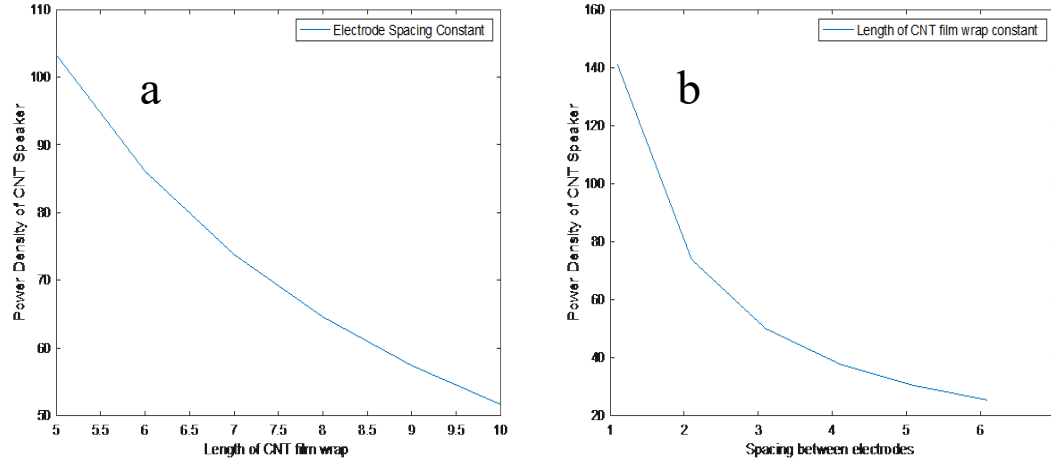 110
100
90
80
70
60
50
Power Density of CNT Speaker
Electrode Spacing Constant
a
5 5.5 6 6.5 7 7.5 8 8.5 9 9.5 10
Length of CNT film wrap
160
140
120
100
80
60
40
20
Power Density of CNT Speaker
Length of CNT film wrap constant
b
1 2 3 4 5 6
Spacing between electrodes